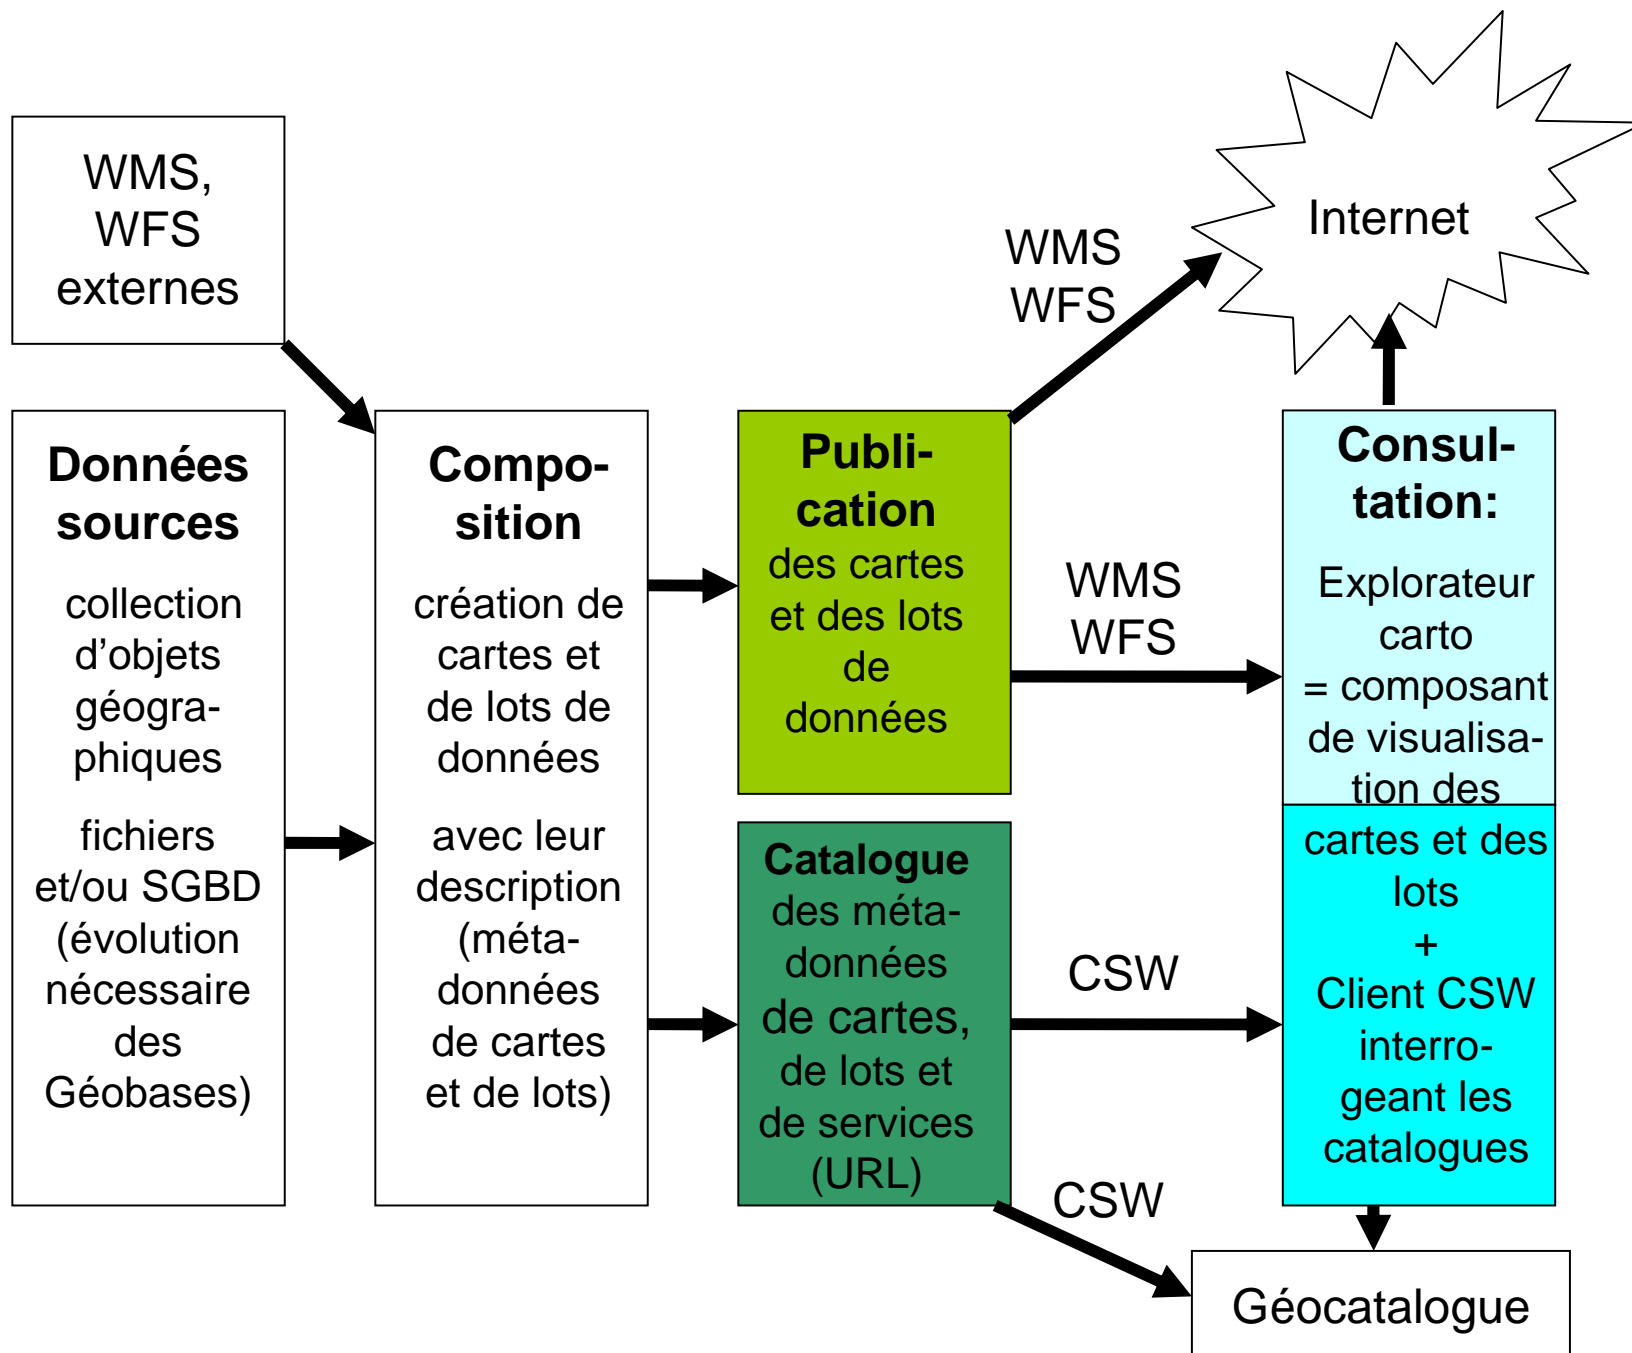 WMS,
WFS
externes
Données
sources
collection
d’objets
géogra-
phiques
fichiers
et/ou SGBD
(évolution
nécessaire
des
Géobases)
Compo-
sition
création de
cartes et
de lots de
données
avec leur
description
(méta-
données
de cartes
et de lots)
Publi-
cation
des cartes
et des lots
de
données
Catalogue
des méta-
données
de cartes,
de lots et
de services
(URL)
WMS
WFS
WMS
WFS
CSW
CSW
Internet
Consul-
tation:
Explorateur
carto
= composant
de visualisa-
tion des
cartes et des
lots
+
Client CSW
interro-
geant les
catalogues
Géocatalogue